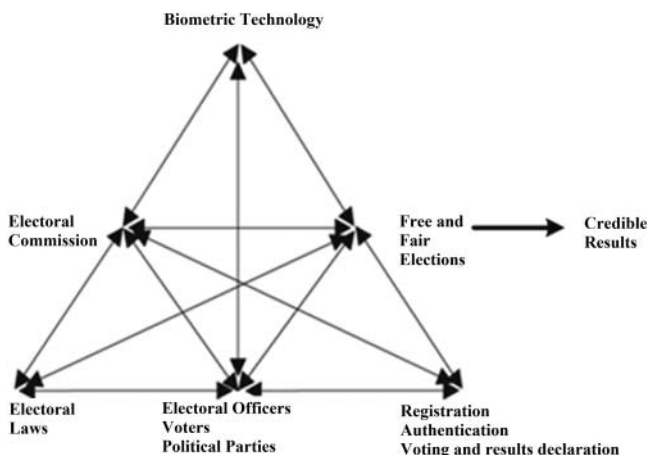 Biometric Technology
Electoral
Commission
Free and
Fair
Elections
Credible
Results
Electoral
Laws
Electoral Officers
Voters
Political Parties
Registration
Authentication
Voting and results declaration